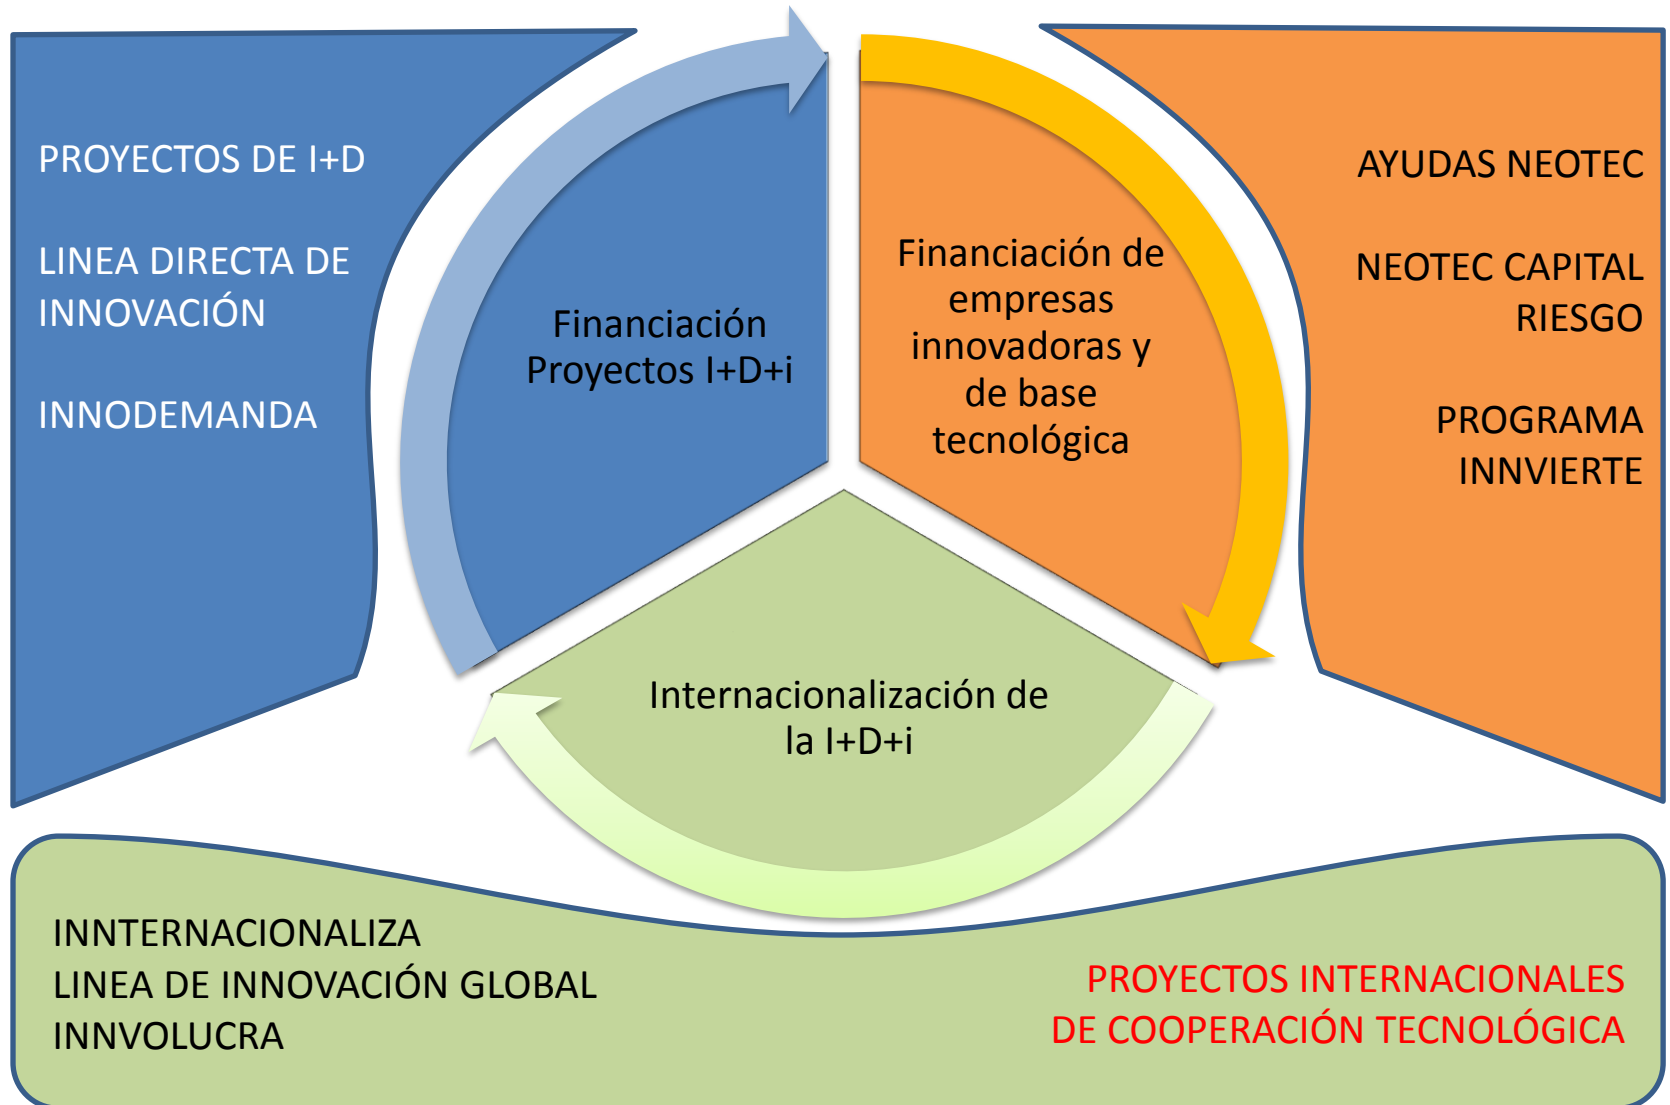 PROYECTOS DE I+D
LINEA DIRECTA DE
INNOVACIÓN
INNODEMANDA
Financiación
Proyectos I+D+i
Financiación de
empresas
innovadoras y
de base
tecnológica
AYUDAS NEOTEC
NEOTEC CAPITAL
RIESGO
PROGRAMA
INNVIERTE
Internacionalización de
la I+D+i
INNTERNACIONALIZA
LINEA DE INNOVACIÓN GLOBAL
INNVOLUCRA
PROYECTOS INTERNACIONALES
DE COOPERACIÓN TECNOLÓGICA